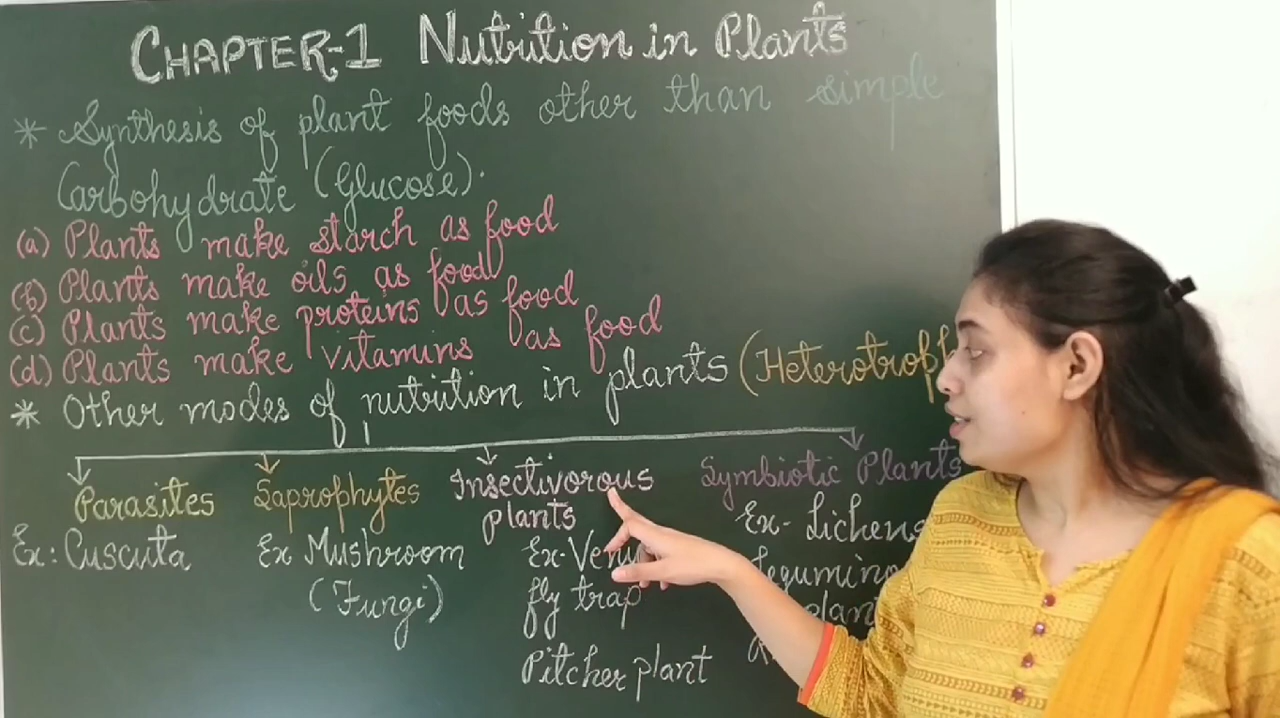 CHAPTER-1 Nutrition in Plants
* Synthesis of plant foods other than simple
Carbohydrate (Glucose).
(a) Plants make starch as food
(b) Plants make oils as food
(c) Plants make proteins as food
(d) Plants make vitamins as food
* Other modes of nutrition in plants (Heterotroph
Parasites Saprophytes Insectivorous Symbiotic Plants
plants
Ex: Cuscuta Ex Mushroom Ex-Venu Ex- Lichens
(Fungi) fly trap Legumin
plant
Pitcher plant